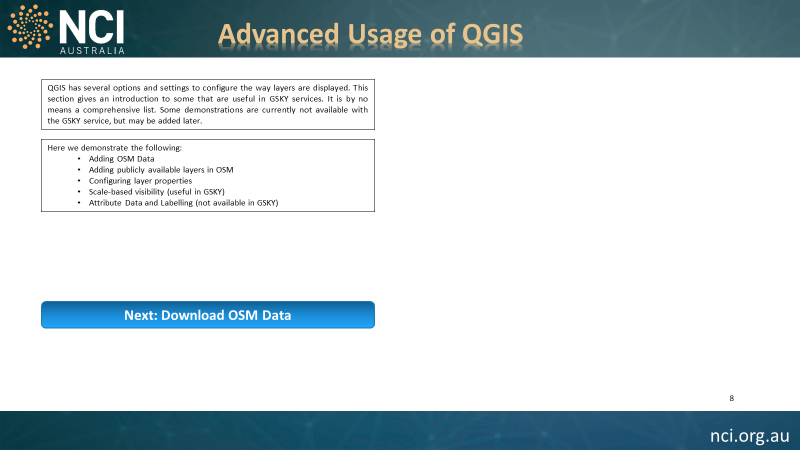 NCI
AUSTRALIA
Advanced Usage of QGIS
QGIS has several options and settings to configure the way layers are displayed. This
section gives an introduction to some that are useful in GSKY services. It is by no
means a comprehensive list. Some demonstrations are currently not available with
the GSKY service, but may be added later.
Here we demonstrate the following:
• Adding OSM Data
• Adding publicly available layers in OSM
• Configuring layer properties
• Scale-based visibility (useful in GSKY)
• Attribute Data and Labelling (not available in GSKY)
Next: Download OSM Data
8
nci.org.au